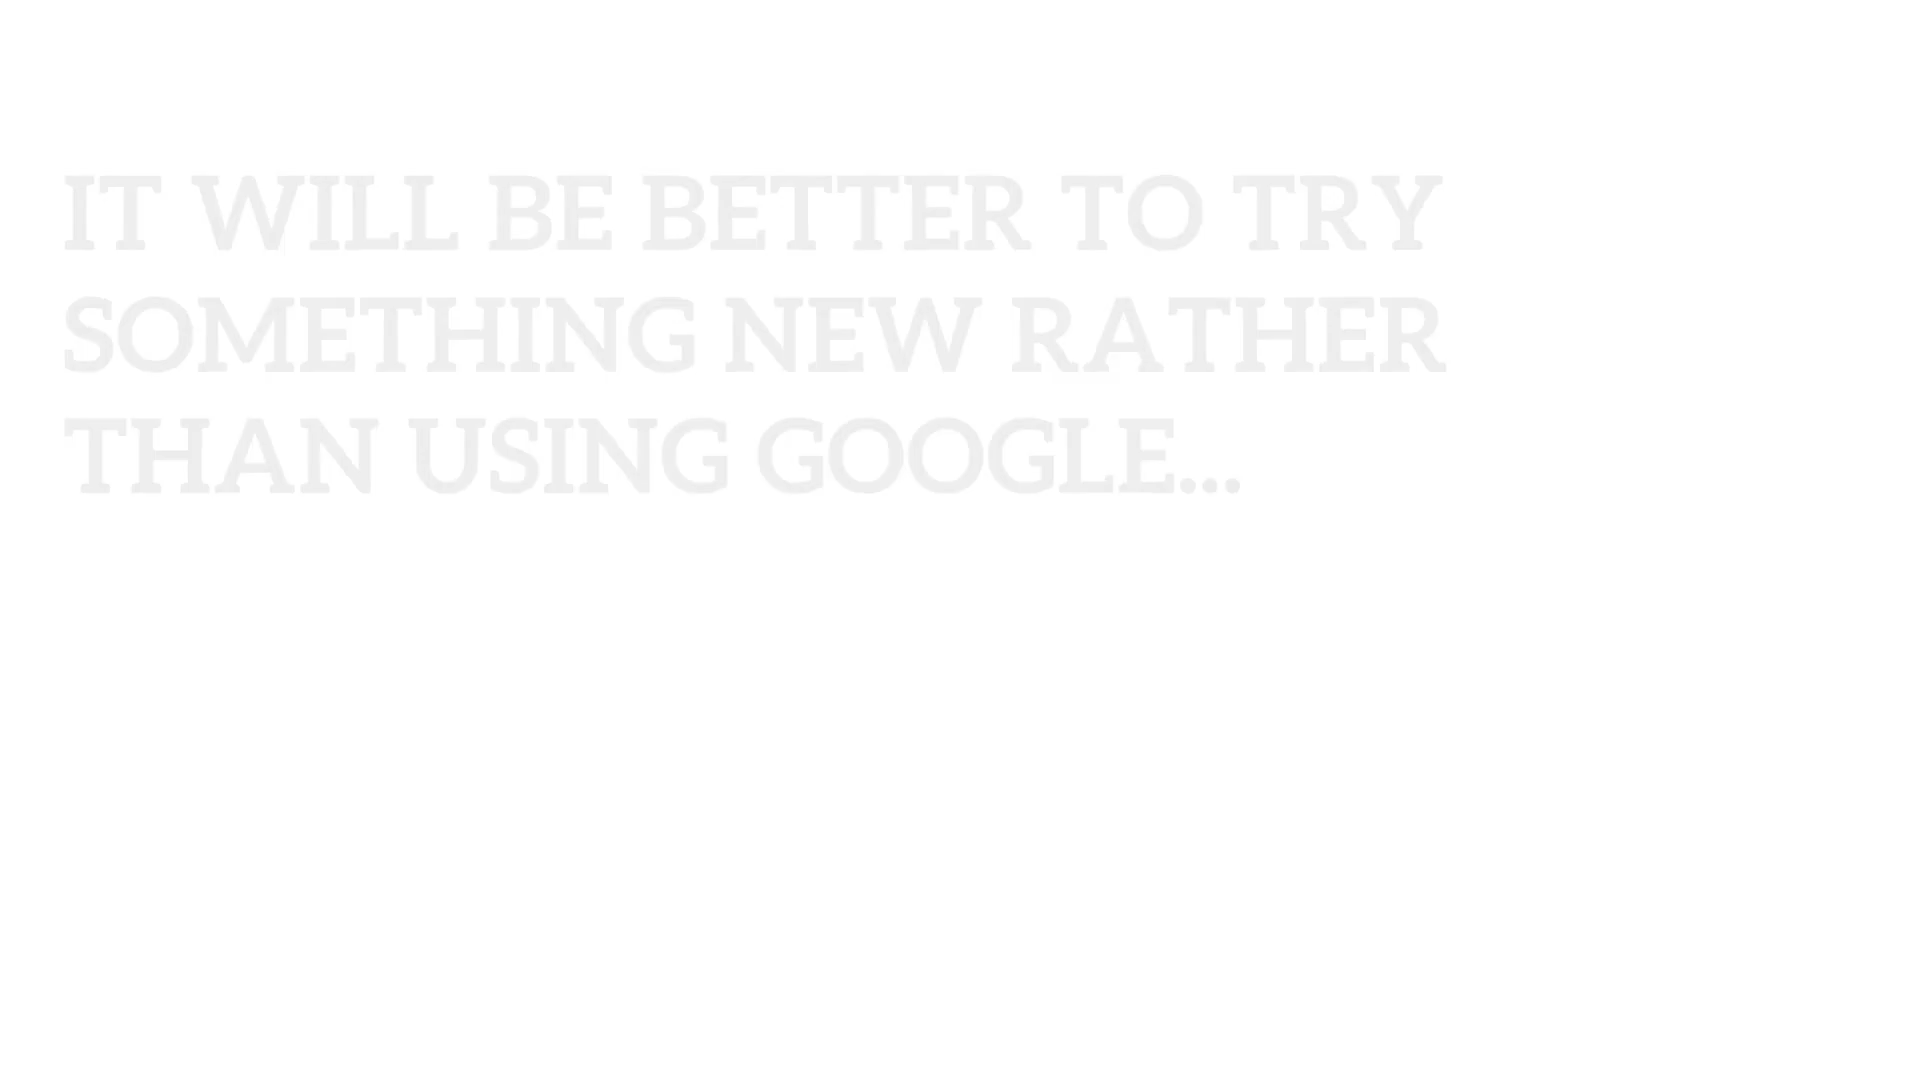 IT WILL BE BETTER TO TRY
SOMETHING NEW RATHER
THAN USING GOOGLE...